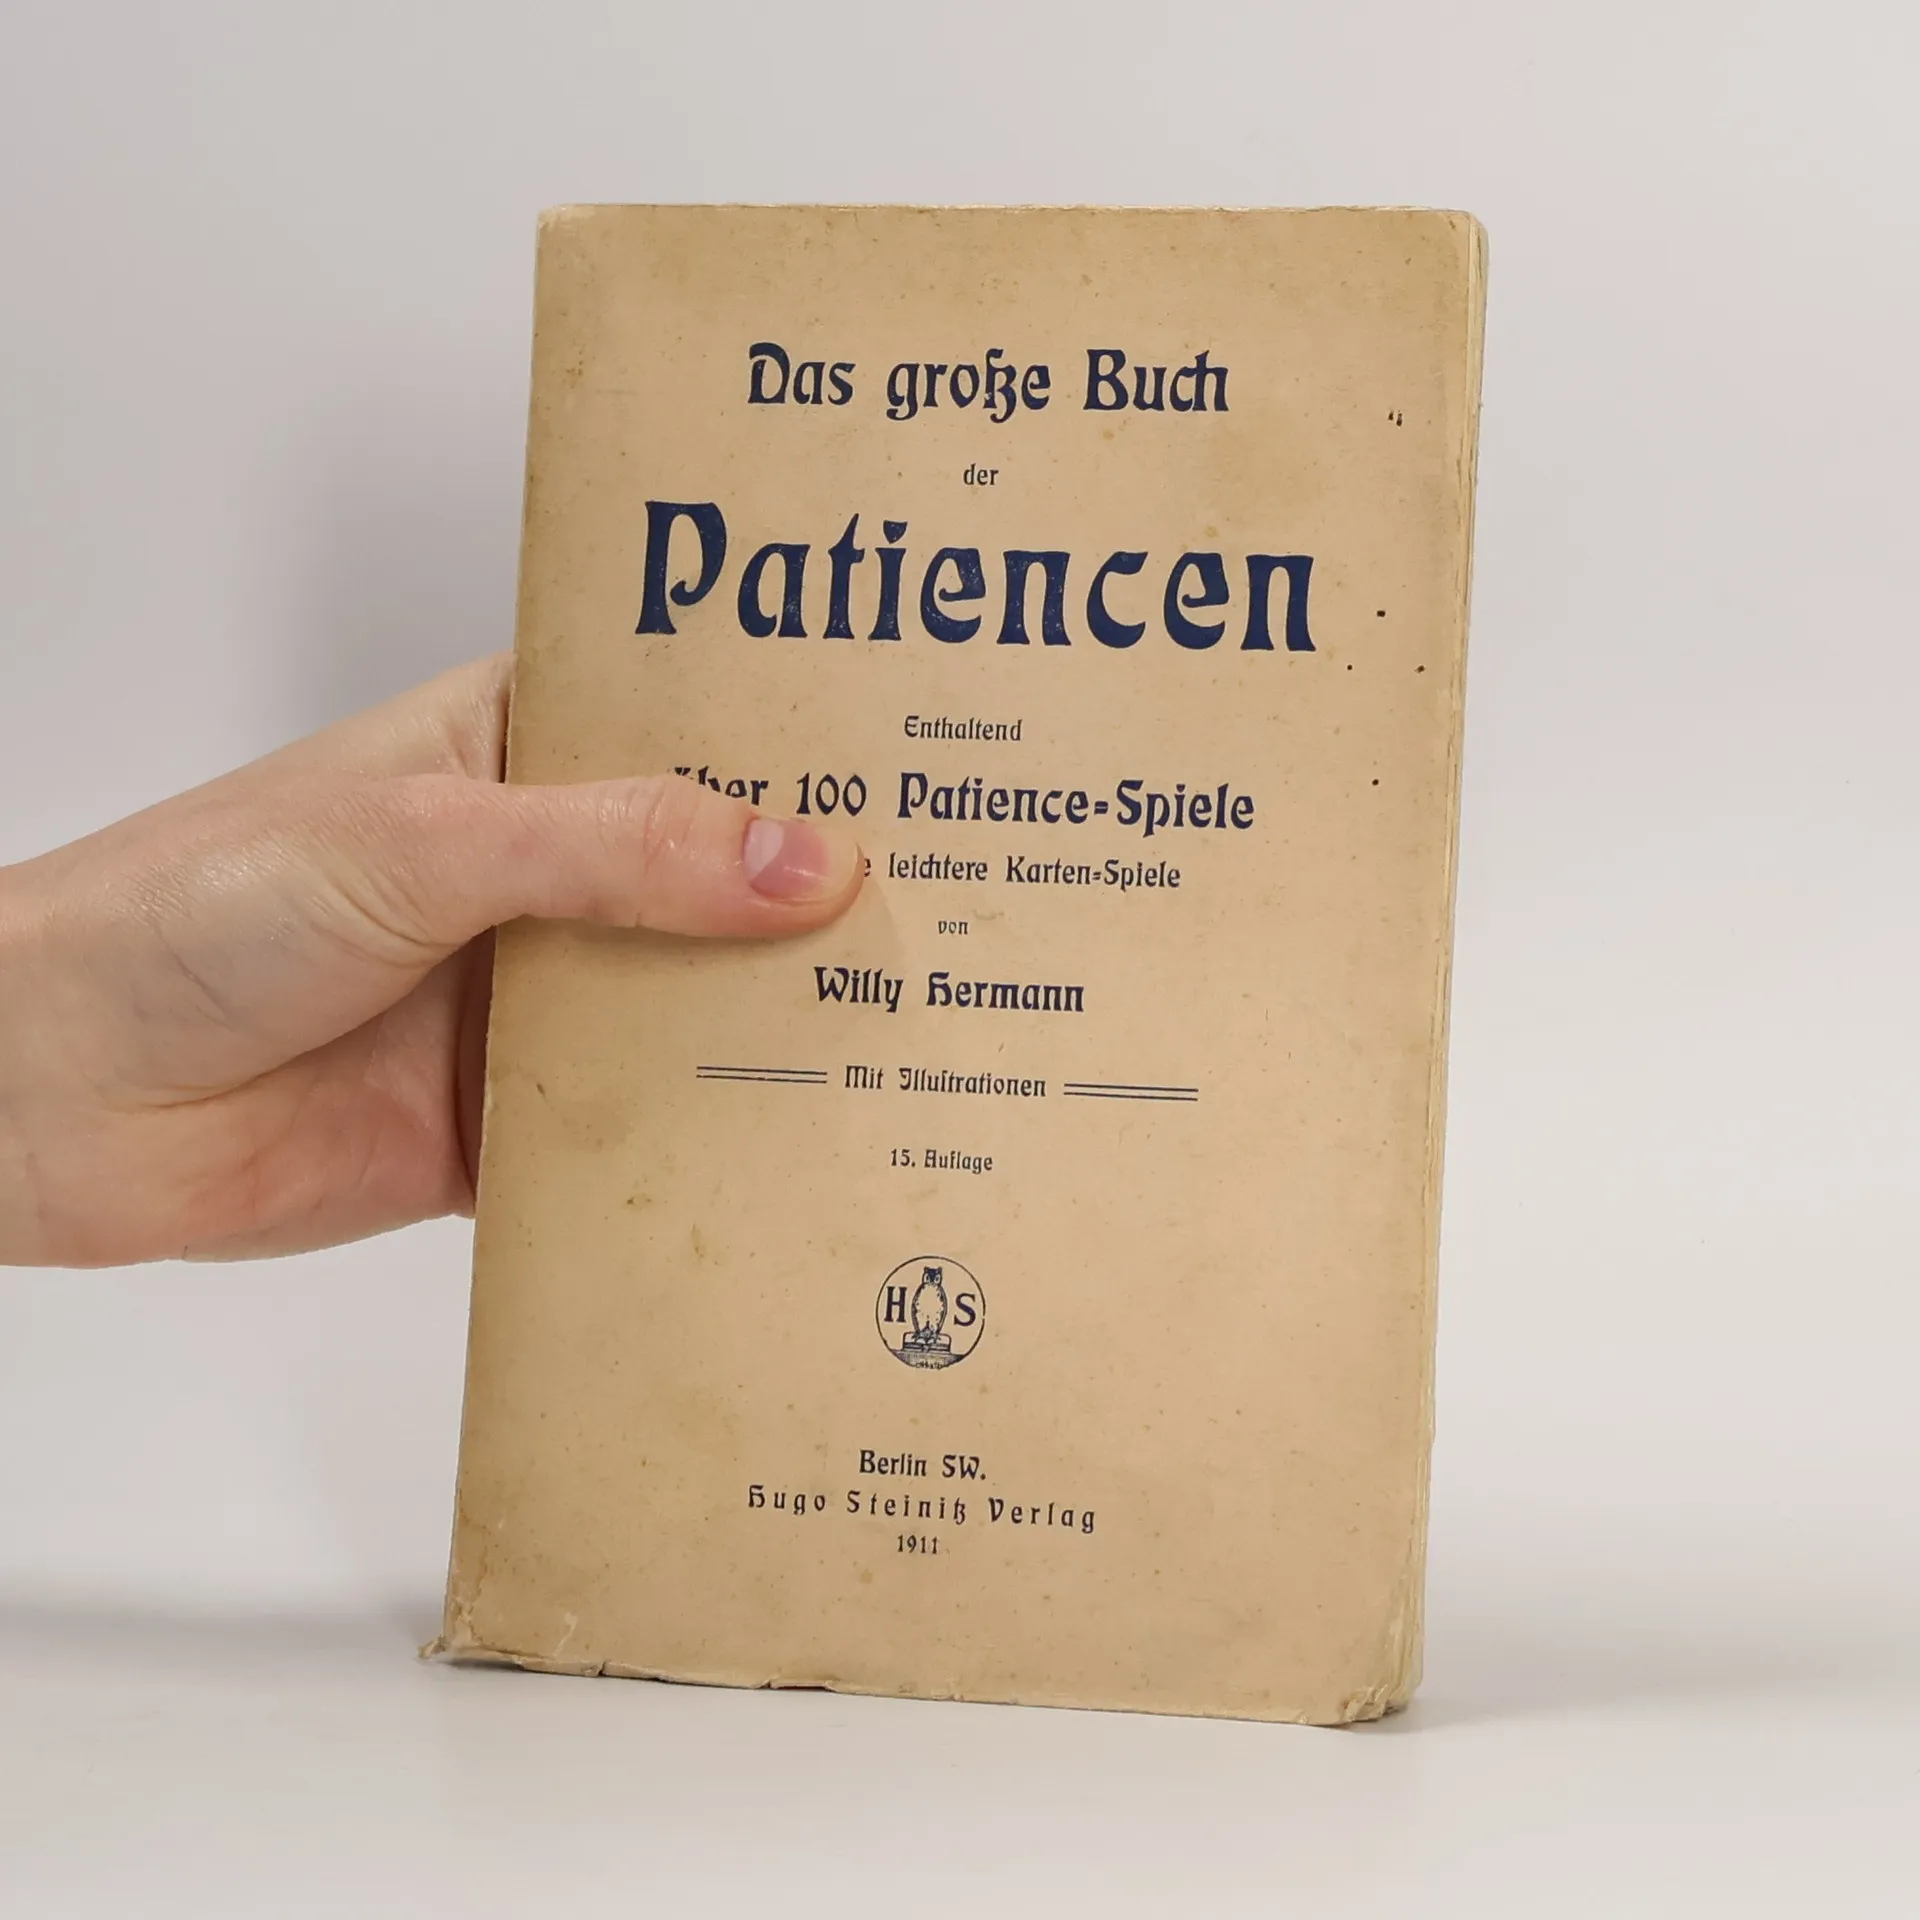 Das große Buch
der
Patiencen
Enthaltend
über 100 Patience-Spiele
leichtere Karten-Spiele
von
Willy Hermann
Mit Illustrationen
15. Auflage
H S
Berlin SW.
Hugo Steinitz Verlag
1911